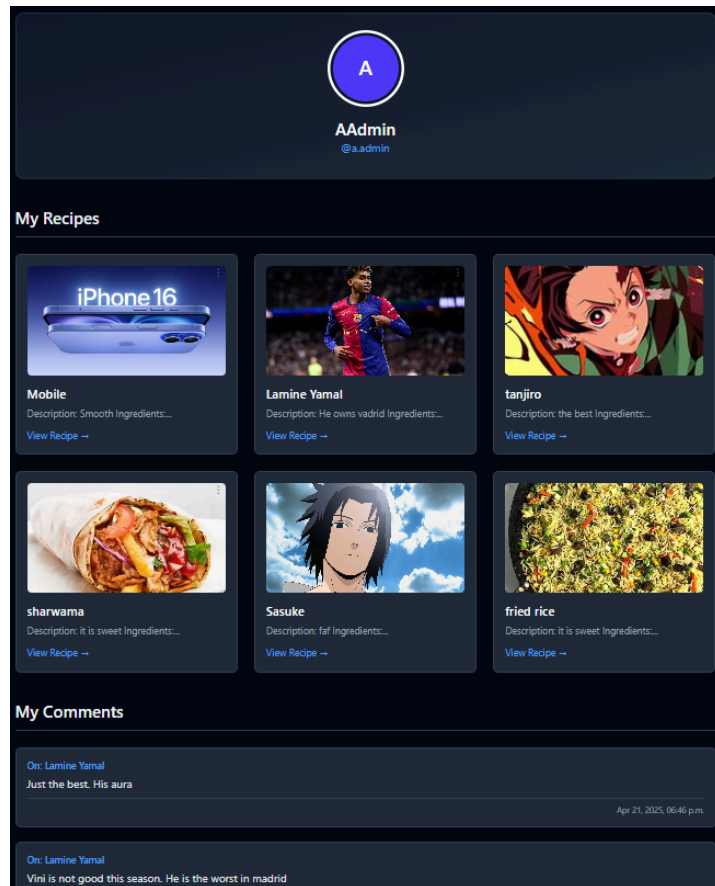 A
AAdmin
@a.admin
My Recipes
iPhone 16
Mobile
Description: Smooth Ingredients:...
View Recipe →
Lamine Yamal
Description: He owns vadrid Ingredients:...
View Recipe →
tanjiro
Description: the best Ingredients:...
View Recipe →
sharwama
Description: it is sweet Ingredients:...
View Recipe →
Sasuke
Description: faf Ingredients:...
View Recipe →
fried rice
Description: it is sweet Ingredients:...
View Recipe →
My Comments
On: Lamine Yamal
Just the best. His aura
Apr 21, 2025, 06:46 p.m.
On: Lamine Yamal
Vini is not good this season. He is the worst in madrid